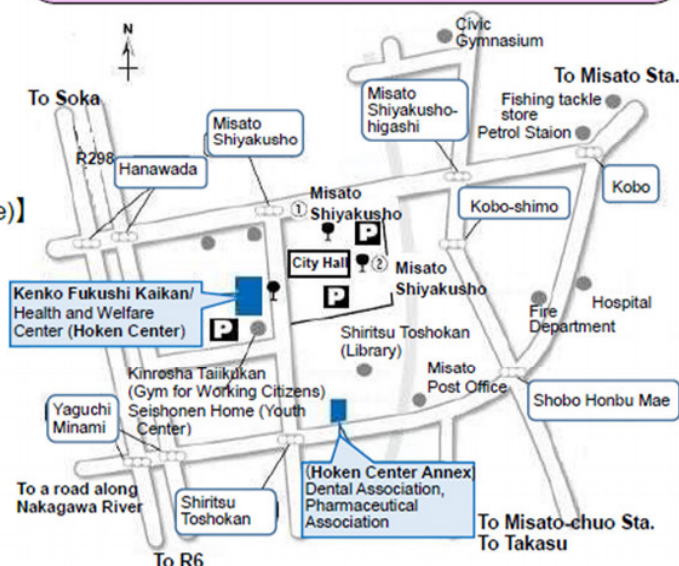 N
Civic
Gymnasium
To Misato Sta.
To Soka
Misato
Shiyakusho-
higashi
Fishing tackle
store
Petrol Staion
Misato
Shiyakusho
R298
Hanawada
Kobo
Misato
Shiyakusho
①
Kobo-shimo
e)】
P
City Hall
②
Misato
Shiyakusho
Kenko Fukushi Kaikan/
Health and Welfare
Center (Hoken Center)
P
Hospital
Fire
Department
P
Shiritsu Toshokan
(Library)
Kinrosha Taiikukan
(Gym for Working Citizens)
Seishonen Home (Youth
Center)
Misato
Post Office
Shobo Honbu Mae
Yaguchi
Minami
(Hoken Center Annex)
Dental Association,
Pharmaceutical
Association
To a road along
Nakagawa River
Shiritsu
Toshokan
To Misato-chuo Sta.
To Takasu
To R6